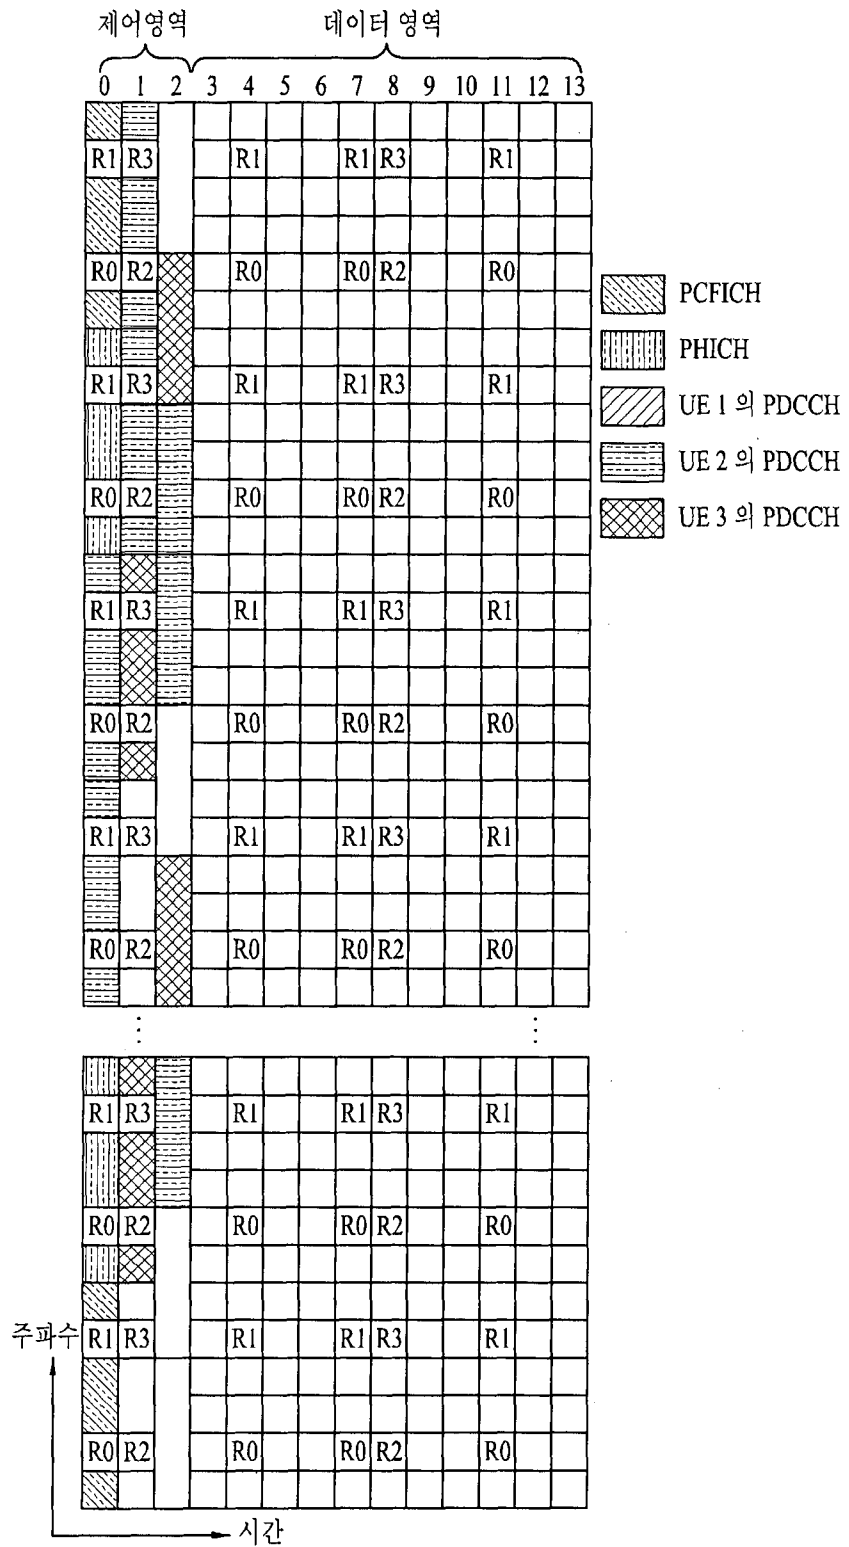 제어영역 데이터 영역
0 1 2 3 4 5 6 7 8 9 10 11 12 13
R1 R3 R1 R1 R3 R1
R0 R2 R0 R0 R2 R0
PCFICH
PHICH
R1 R3 R1 R1 R3 R1
UE 1 의 PDCCH
UE 2 의 PDCCH
R0 R2 R0 R0 R2 R0
UE 3 의 PDCCH
R1 R3 R1 R1 R3 R1
R0 R2 R0 R0 R2 R0
R1 R3 R1 R1 R3 R1
R0 R2 R0 R0 R2 R0
R1 R3 R1 R1 R3 R1
R0 R2 R0 R0 R2 R0
주파수 R1 R3 R1 R1 R3 R1
R0 R2 R0 R0 R2 R0
시간